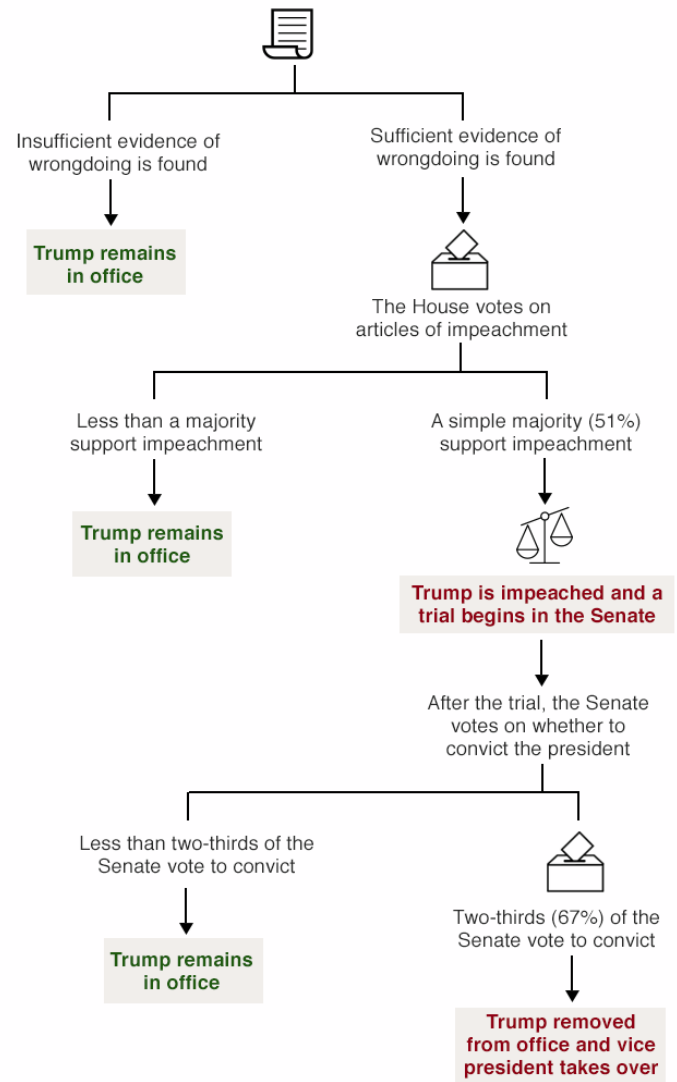 Insufficient evidence of
wrongdoing is found
Sufficient evidence of
wrongdoing is found
Trump remains
in office
The House votes on
articles of impeachment
Less than a majority
support impeachment
A simple majority (51%)
support impeachment
Trump remains
in office
Trump is impeached and a
trial begins in the Senate
After the trial, the Senate
votes on whether to
convict the president
Less than two-thirds of the
Senate vote to convict
Two-thirds (67%) of the
Senate vote to convict
Trump remains
in office
Trump removed
from office and vice
president takes over